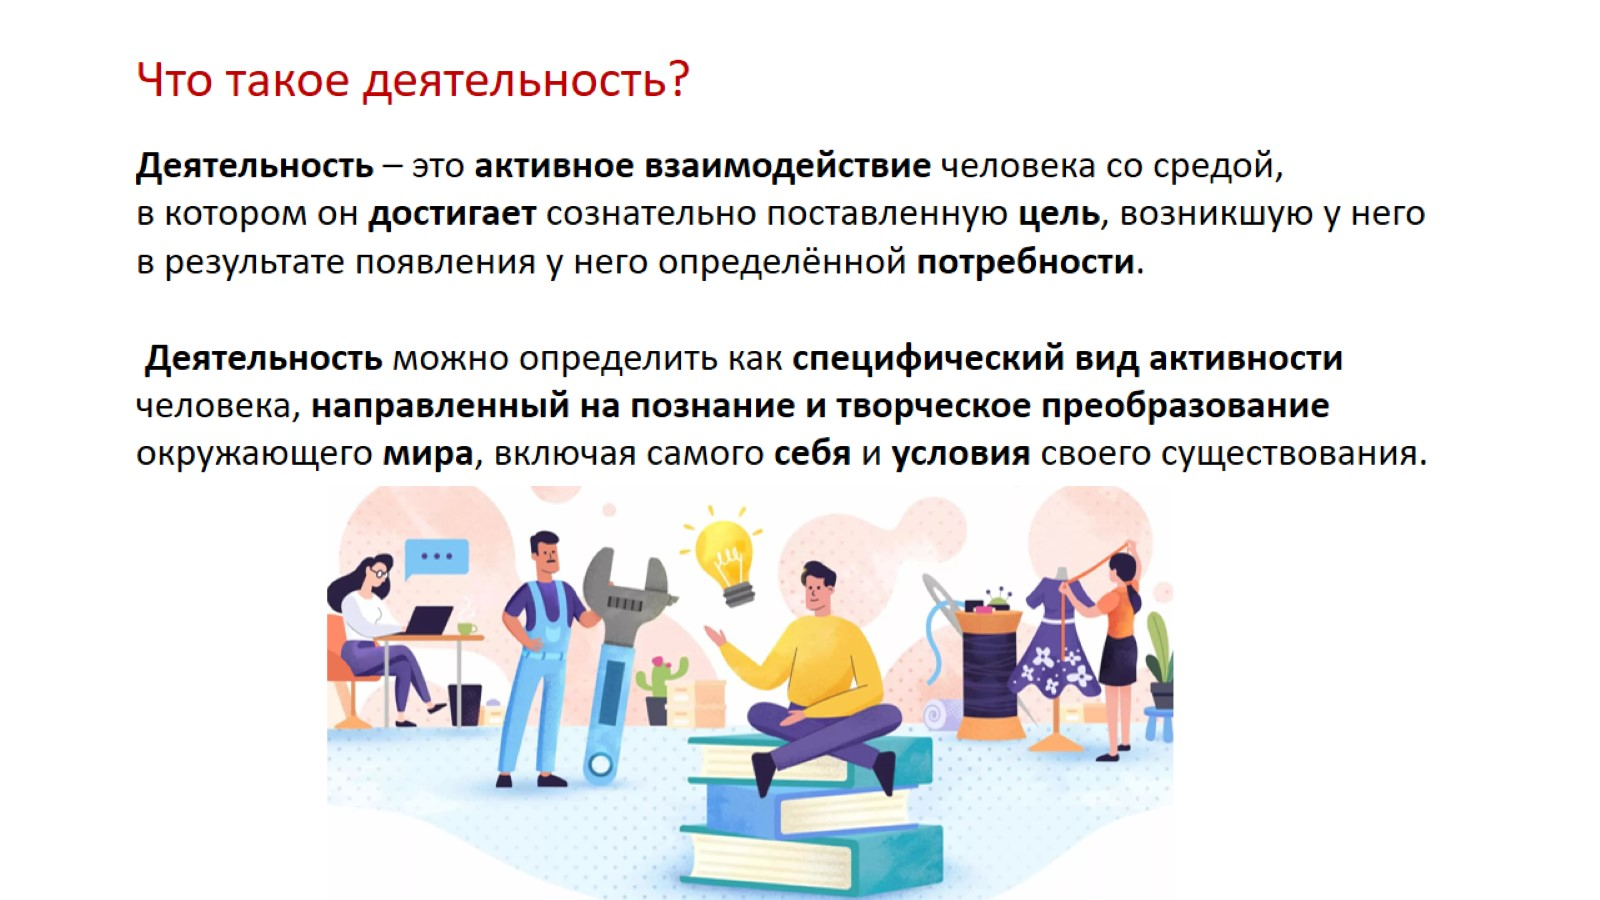 Что такое деятельность?
Деятельность – это активное взаимодействие человека со средой,
в котором он достигает сознательно поставленную цель, возникшую у него
в результате появления у него определённой потребности.
Деятельность можно определить как специфический вид активности
человека, направленный на познание и творческое преобразование
окружающего мира, включая самого себя и условия своего существования.